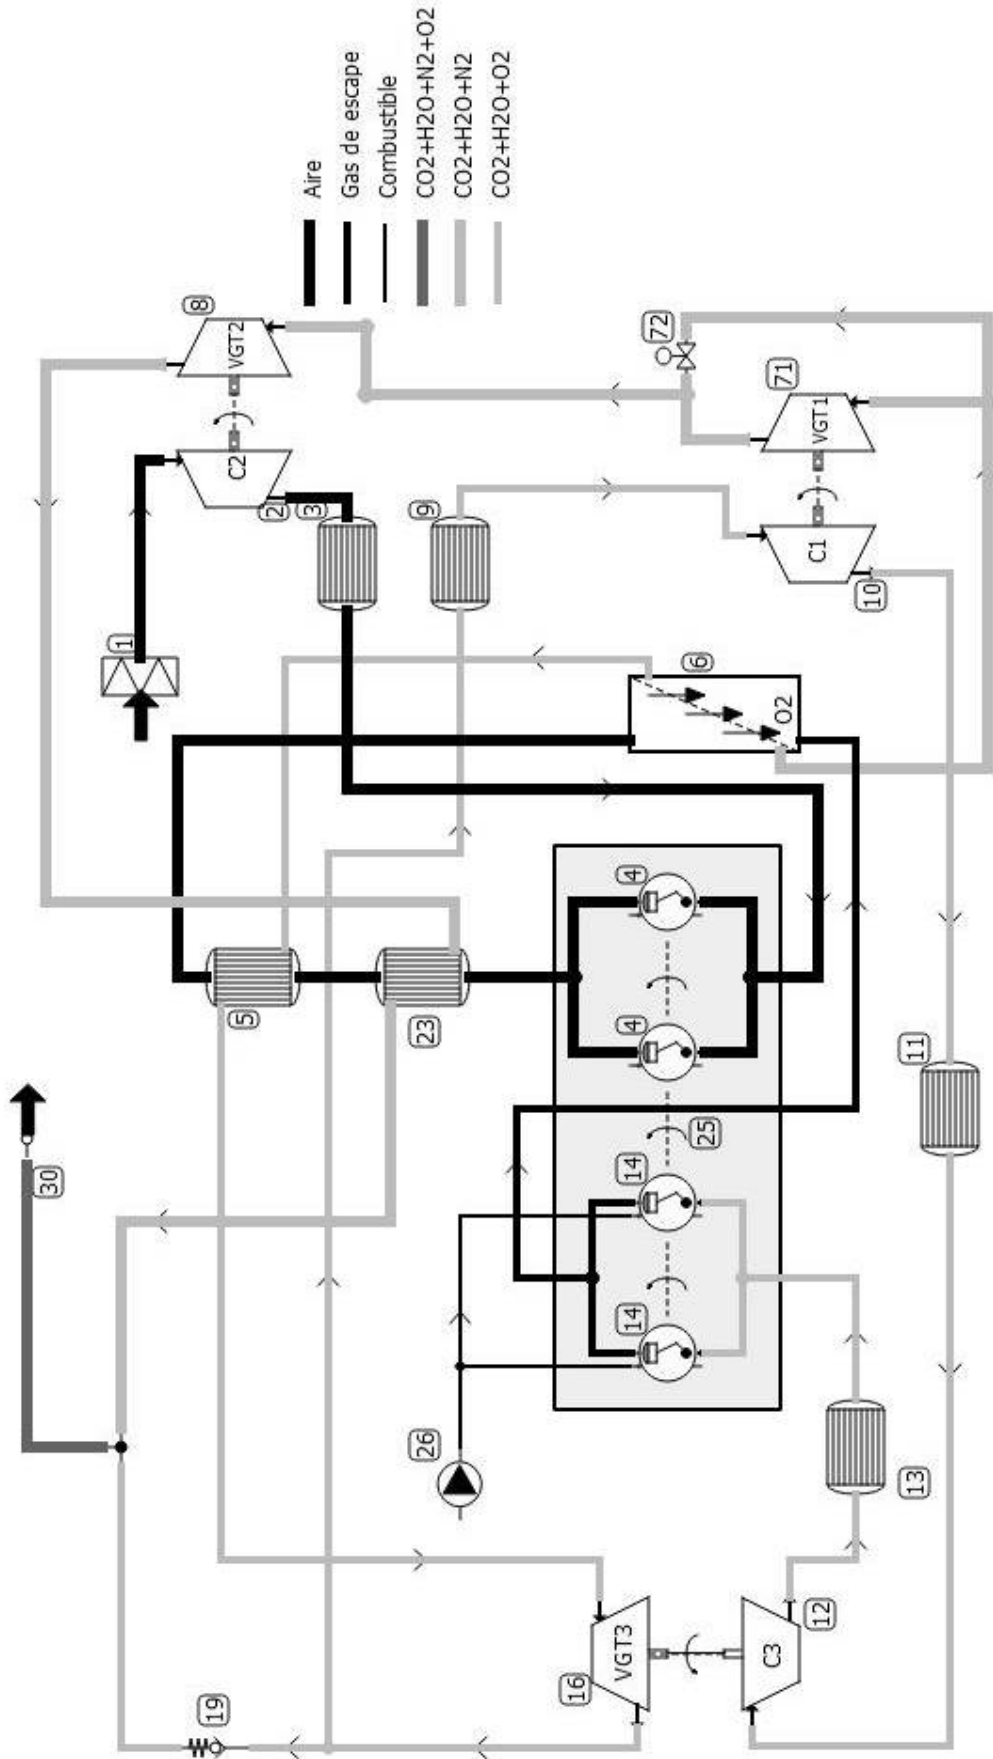 Aire
Gas de escape
Combustible
CO2+H2O+N2+O2
CO2+H2O+N2
CO2+H2O+O2
8
VGT2
C2
2
3
1
9
72
71
VGT1
C1
10
6
O2
5
23
4
4
25
14
14
11
30
26
13
12
C3
VGT3
16
19